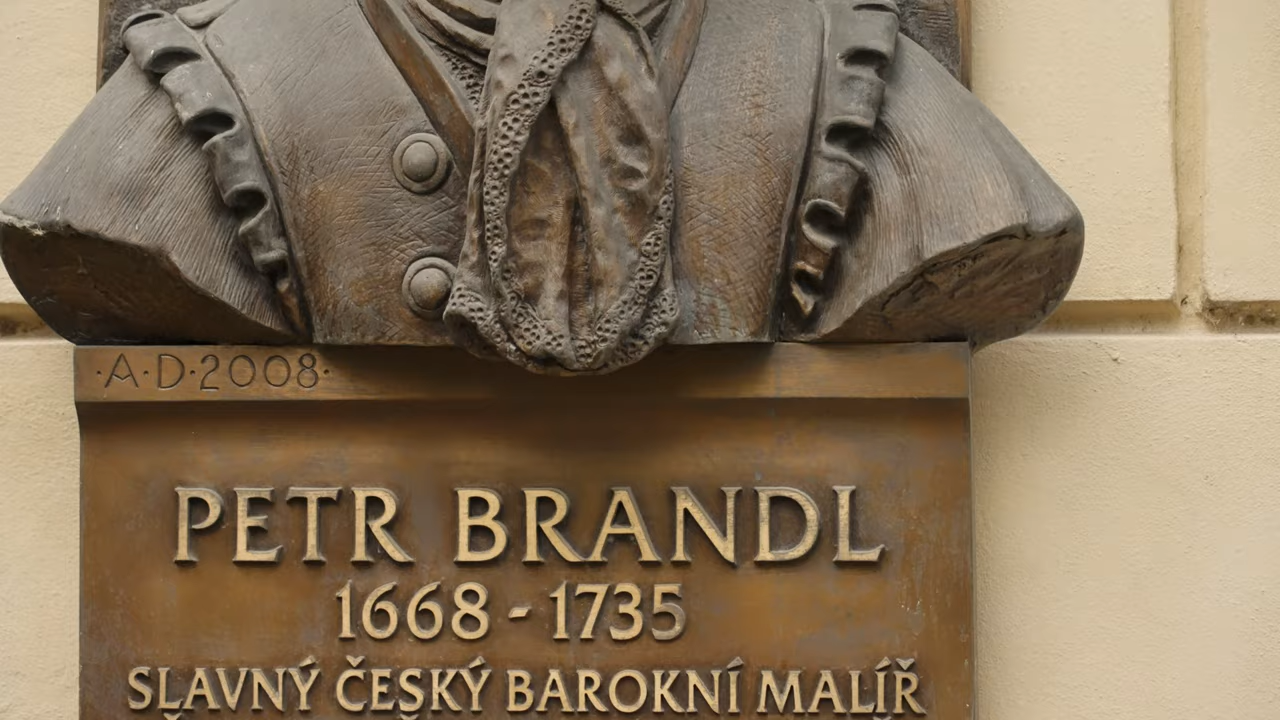 ·A·D·2008·
PETR BRANDL
1668 - 1735
SLAVNÝ ČESKÝ BAROKNÍ MALÍŘ